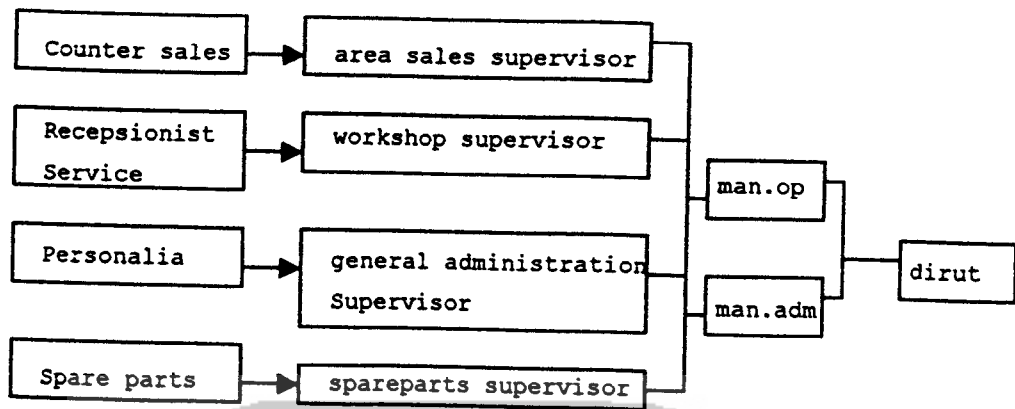 Counter sales
area sales supervisor
Recepsionist
Service
workshop supervisor
man.op
Personalia
general administration
Supervisor
dirut
man.adm
Spare parts
spareparts supervisor